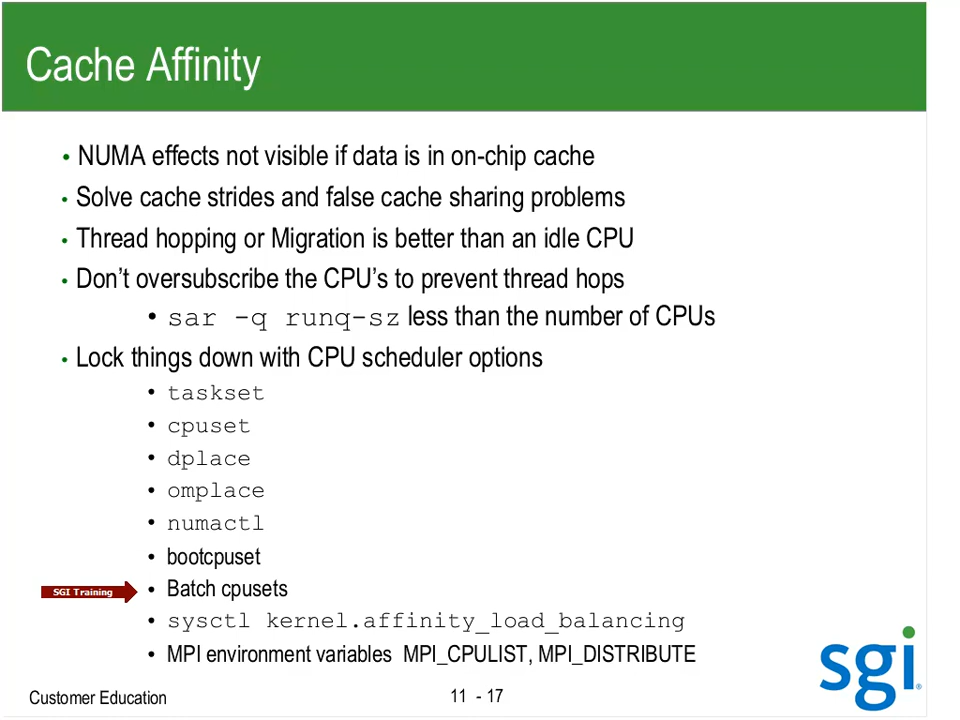 Cache Affinity
• NUMA effects not visible if data is in on-chip cache
• Solve cache strides and false cache sharing problems
• Thread hopping or Migration is better than an idle CPU
• Don’t oversubscribe the CPU’s to prevent thread hops
• sar -q runq-sz less than the number of CPUs
• Lock things down with CPU scheduler options
• taskset
• cpuset
• dplace
• omplace
• numactl
• bootcpuset
SGI Training • Batch cpusets
• sysctl kernel.affinity_load_balancing
• MPI environment variables MPI_CPULIST, MPI_DISTRIBUTE
sgi®
Customer Education 11 - 17